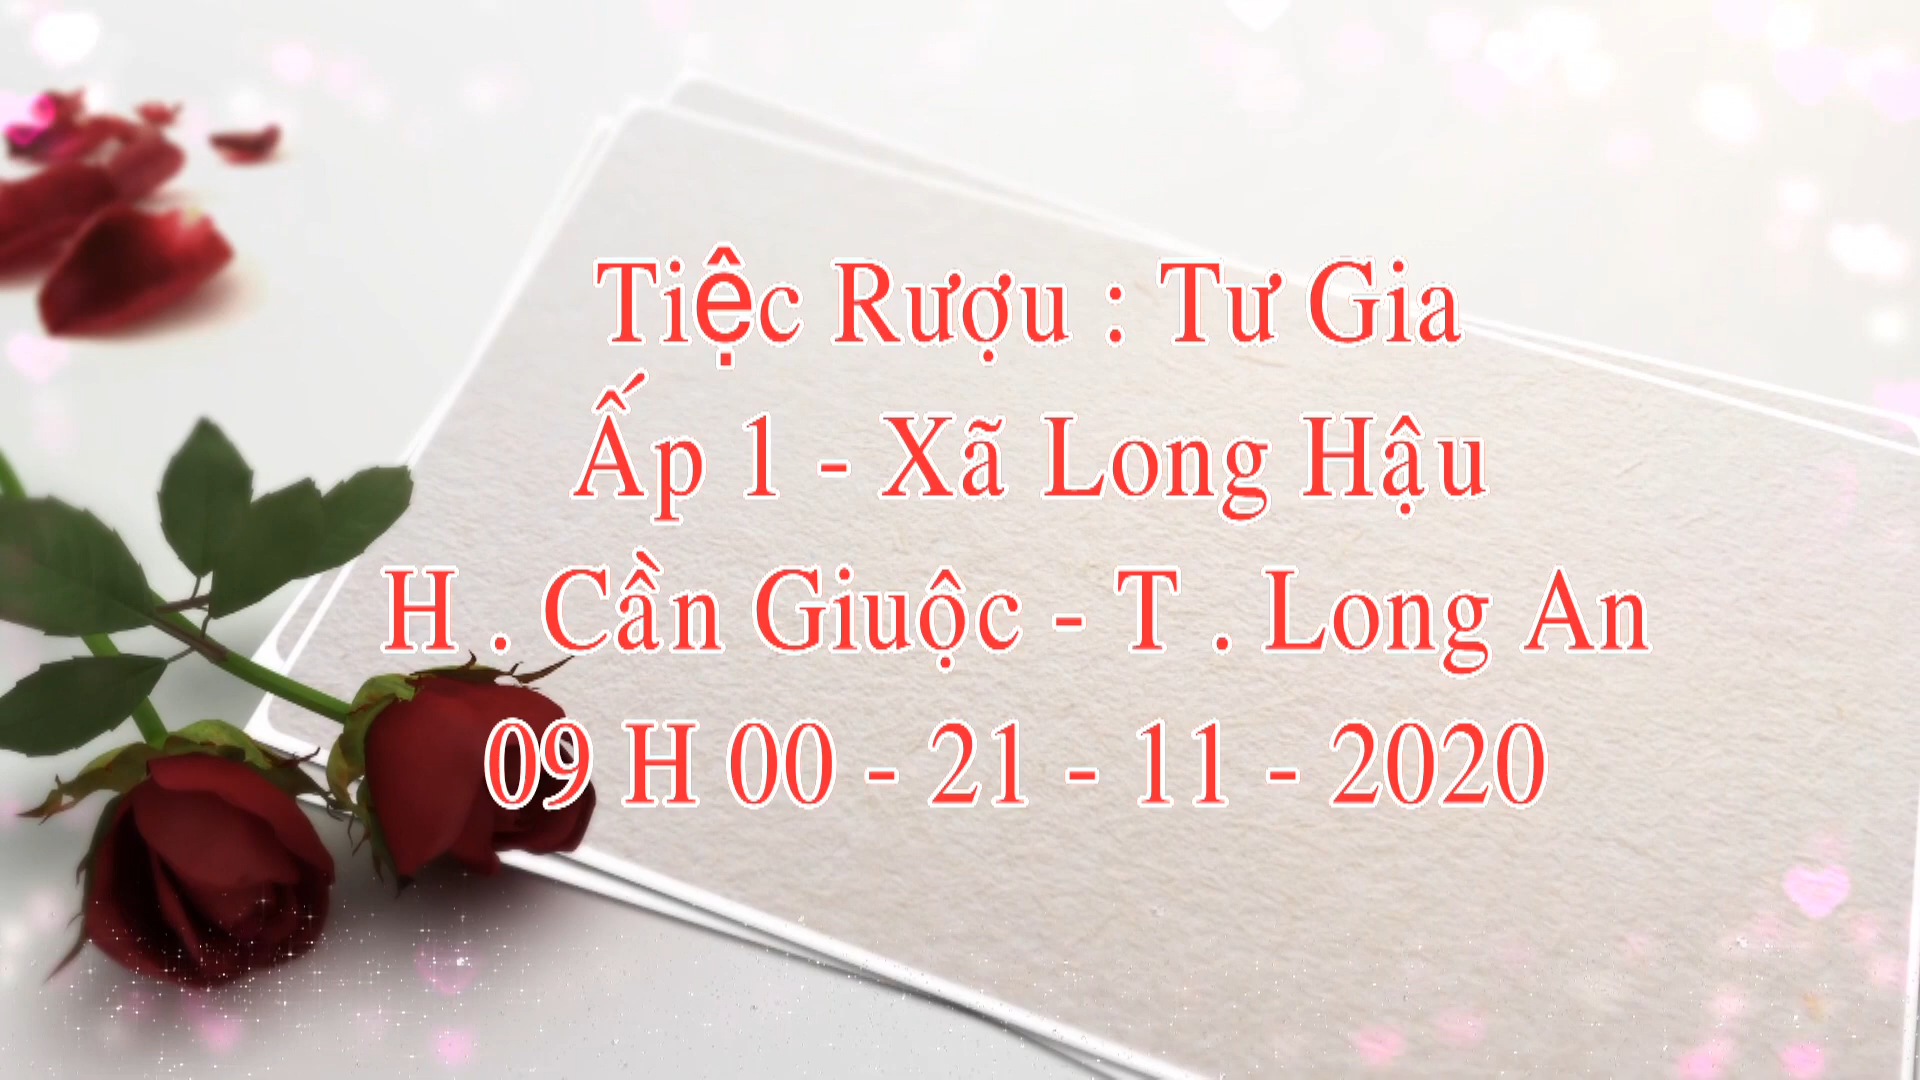 Tiệc Rượu : Tư Gia
Ấp 1 - Xã Long Hậu
H . Cần Giuộc - T . Long An
09 H 00 - 21 - 11 - 2020